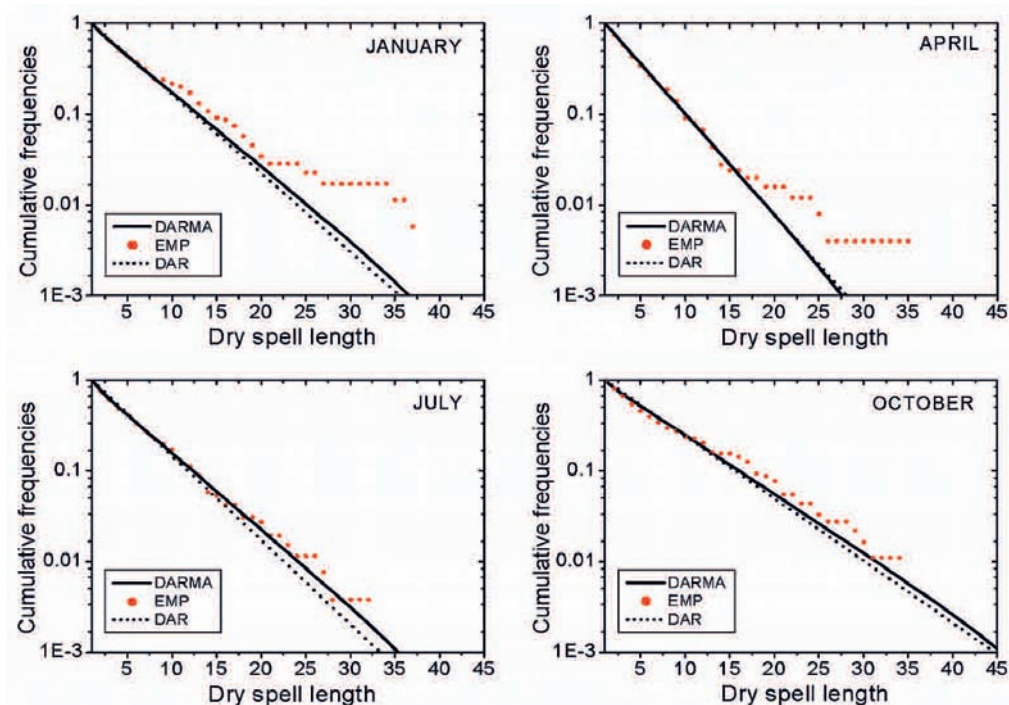 JANUARY
Cumulative frequencies
1
0.1
0.01
1E-3
DARMA
EMP
DAR
5 10 15 20 25 30 35 40 45
Dry spell length
APRIL
Cumulative frequencies
1
0.1
0.01
1E-3
DARMA
EMP
DAR
5 10 15 20 25 30 35 40 45
Dry spell length
JULY
Cumulative frequencies
1
0.1
0.01
1E-3
DARMA
EMP
DAR
5 10 15 20 25 30 35 40 45
Dry spell length
OCTOBER
Cumulative frequencies
1
0.1
0.01
1E-3
DARMA
EMP
DAR
5 10 15 20 25 30 35 40 45
Dry spell length